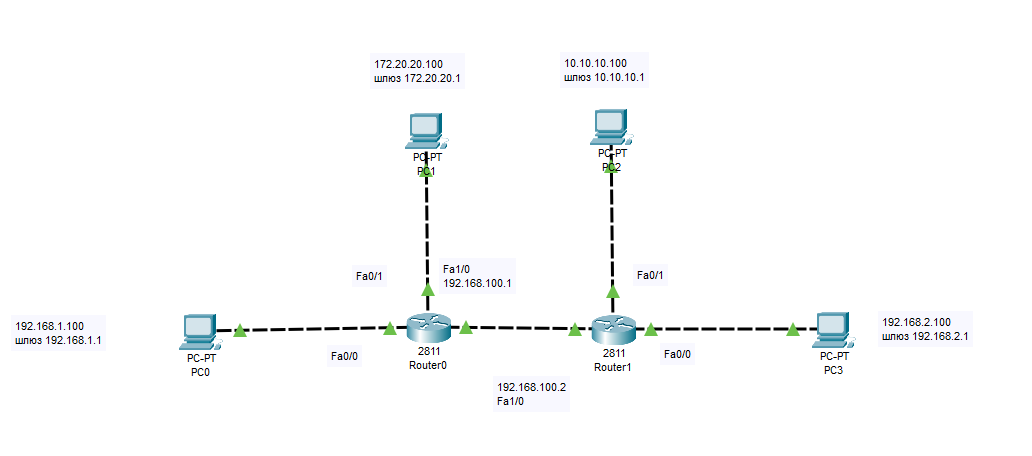 172.20.20.100
шлюз 172.20.20.1
10.10.10.100
шлюз 10.10.10.1
PC-PT
PC1
PC-PT
PC2
Fa0/1
Fa1/0
192.168.100.1
Fa0/1
192.168.1.100
шлюз 192.168.1.1
PC-PT
PC0
Fa0/0
2811
Router0
2811
Router1
Fa0/0
192.168.2.100
шлюз 192.168.2.1
PC-PT
PC3
192.168.100.2
Fa1/0